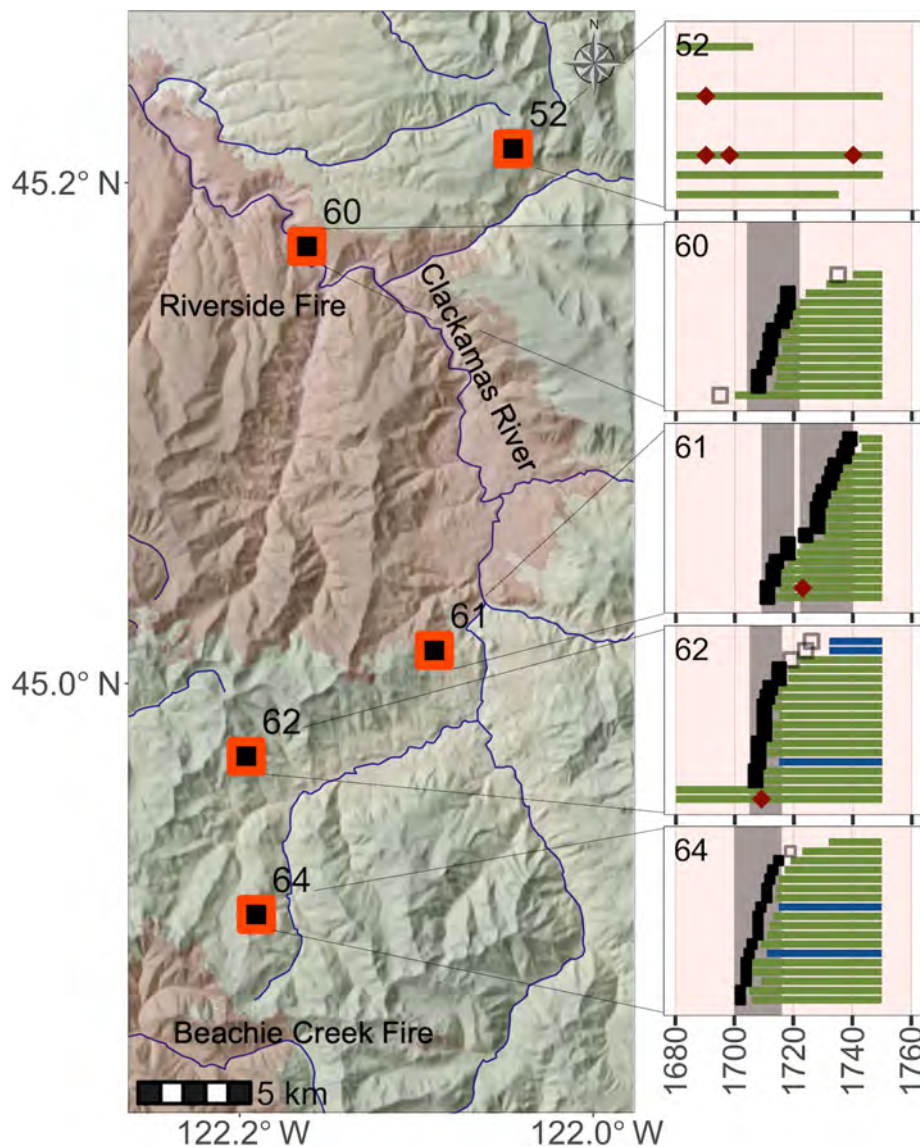 N
52
60
45.2° N
Riverside Fire
Clackamas River
61
45.0° N
62
64
Beachie Creek Fire
5 km
122.2° W
122.0° W
52
60
61
62
64
1680
1700
1720
1740
1760